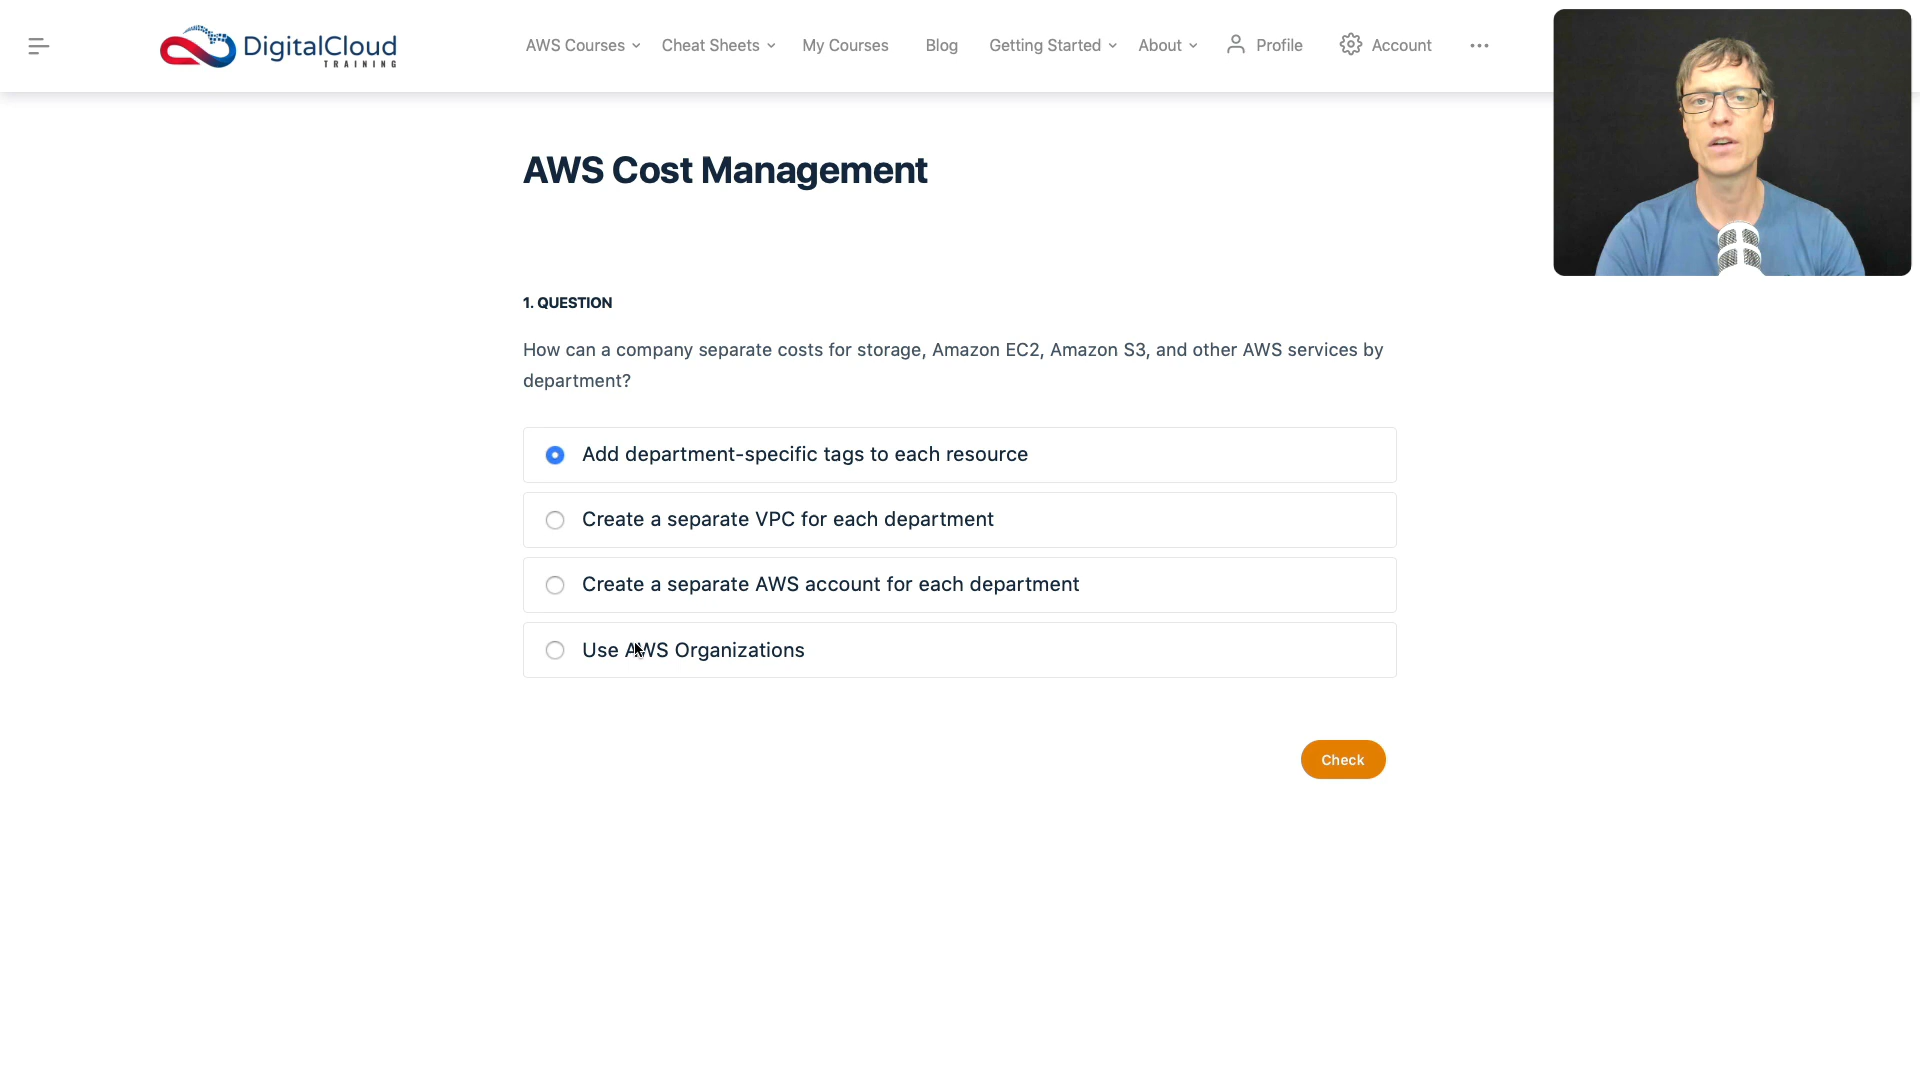 DigitalCloud
TRAINING
AWS Courses
Cheat Sheets
My Courses
Blog
Getting Started
About
Profile
Account
AWS Cost Management
1. QUESTION
How can a company separate costs for storage, Amazon EC2, Amazon S3, and other AWS services by
department?
Add department-specific tags to each resource
Create a separate VPC for each department
Create a separate AWS account for each department
Use AWS Organizations
Check